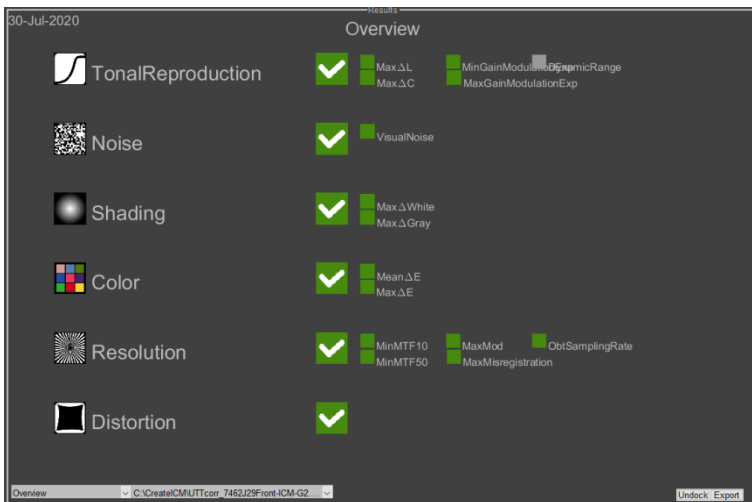 Results
30-Jul-2020
Overview
TonalReproduction
MaxΔL
MinGainModulationExp
DynamicRange
MaxΔC
MaxGainModulationExp
Noise
VisualNoise
Shading
MaxΔWhite
MaxΔGray
Color
MeanΔE
MaxΔE
Resolution
MinMTF10
MaxMod
ObtSamplingRate
MinMTF50
MaxMisregistration
Distortion
Overview
C:\CreateICM\UTTcorr_7462J29Front-ICM-G2....
Undock
Export